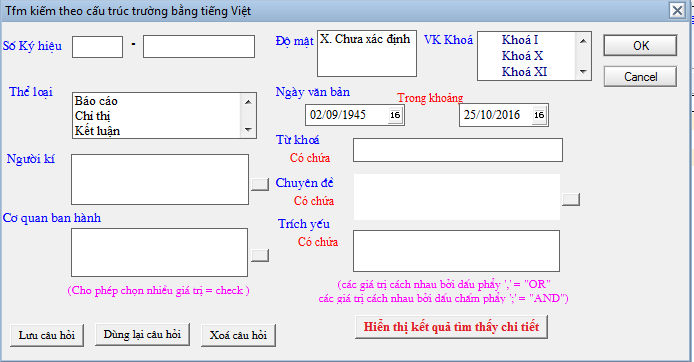 Tfm kiếm theo cấu trúc trường bằng tiếng Việt
Số Ký hiệu
-
Độ mật
X. Chưa xác định
VK Khoá
Khoá I
Khoá X
Khoá XI
OK
Cancel
Thể loại
Báo cáo
Chỉ thị
Kết luận
Ngày văn bản
Trong khoảng
02/09/1945
16
25/10/2016
16
Từ khoá
Có chứa
Người kí
Chuyên đề
Có chứa
Cơ quan ban hành
Trích yếu
Có chứa
(Cho phép chọn nhiều giá trị = check )
(các giá trị cách nhau bởi dấu phẩy ',' = "OR"
các giá trị cách nhau bởi dấu chấm phẩy ';' = "AND")
Lưu câu hỏi
Dùng lại câu hỏi
Xoá câu hỏi
Hiển thị kết quả tìm thấy chi tiết